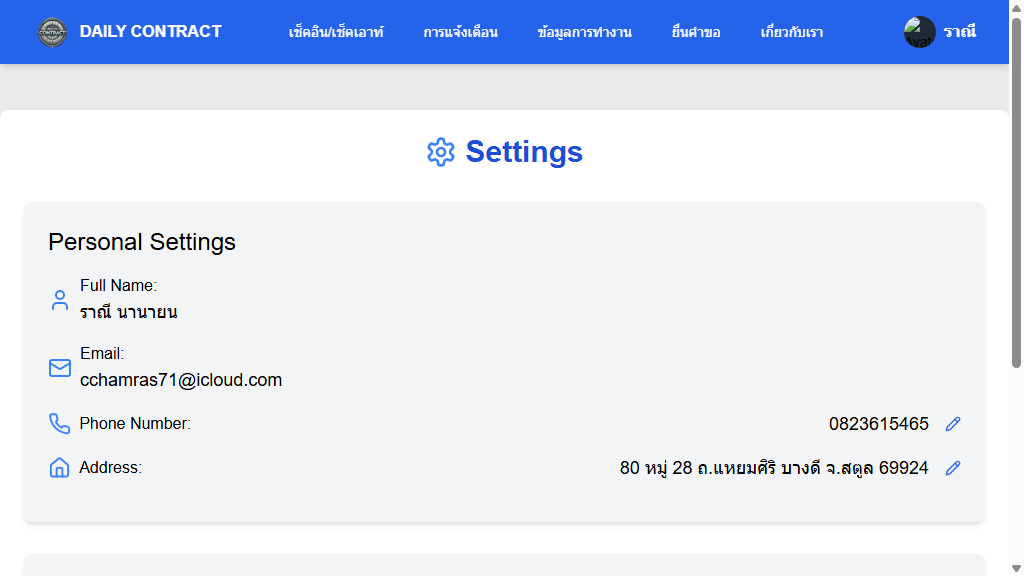 DAILY CONTRACT
เช็คอิน/เช็คเอาท์
การแจ้งเตือน
ข้อมูลการทำงาน
ยื่นคำขอ
เกี่ยวกับเรา
ราณี
Settings
Personal Settings
Full Name:
ราณี นานายน
Email:
cchamras71@icloud.com
Phone Number: 0823615465
Address: 80 หมู่ 28 ถ.แหยมศิริ บางดี จ.สตูล 69924